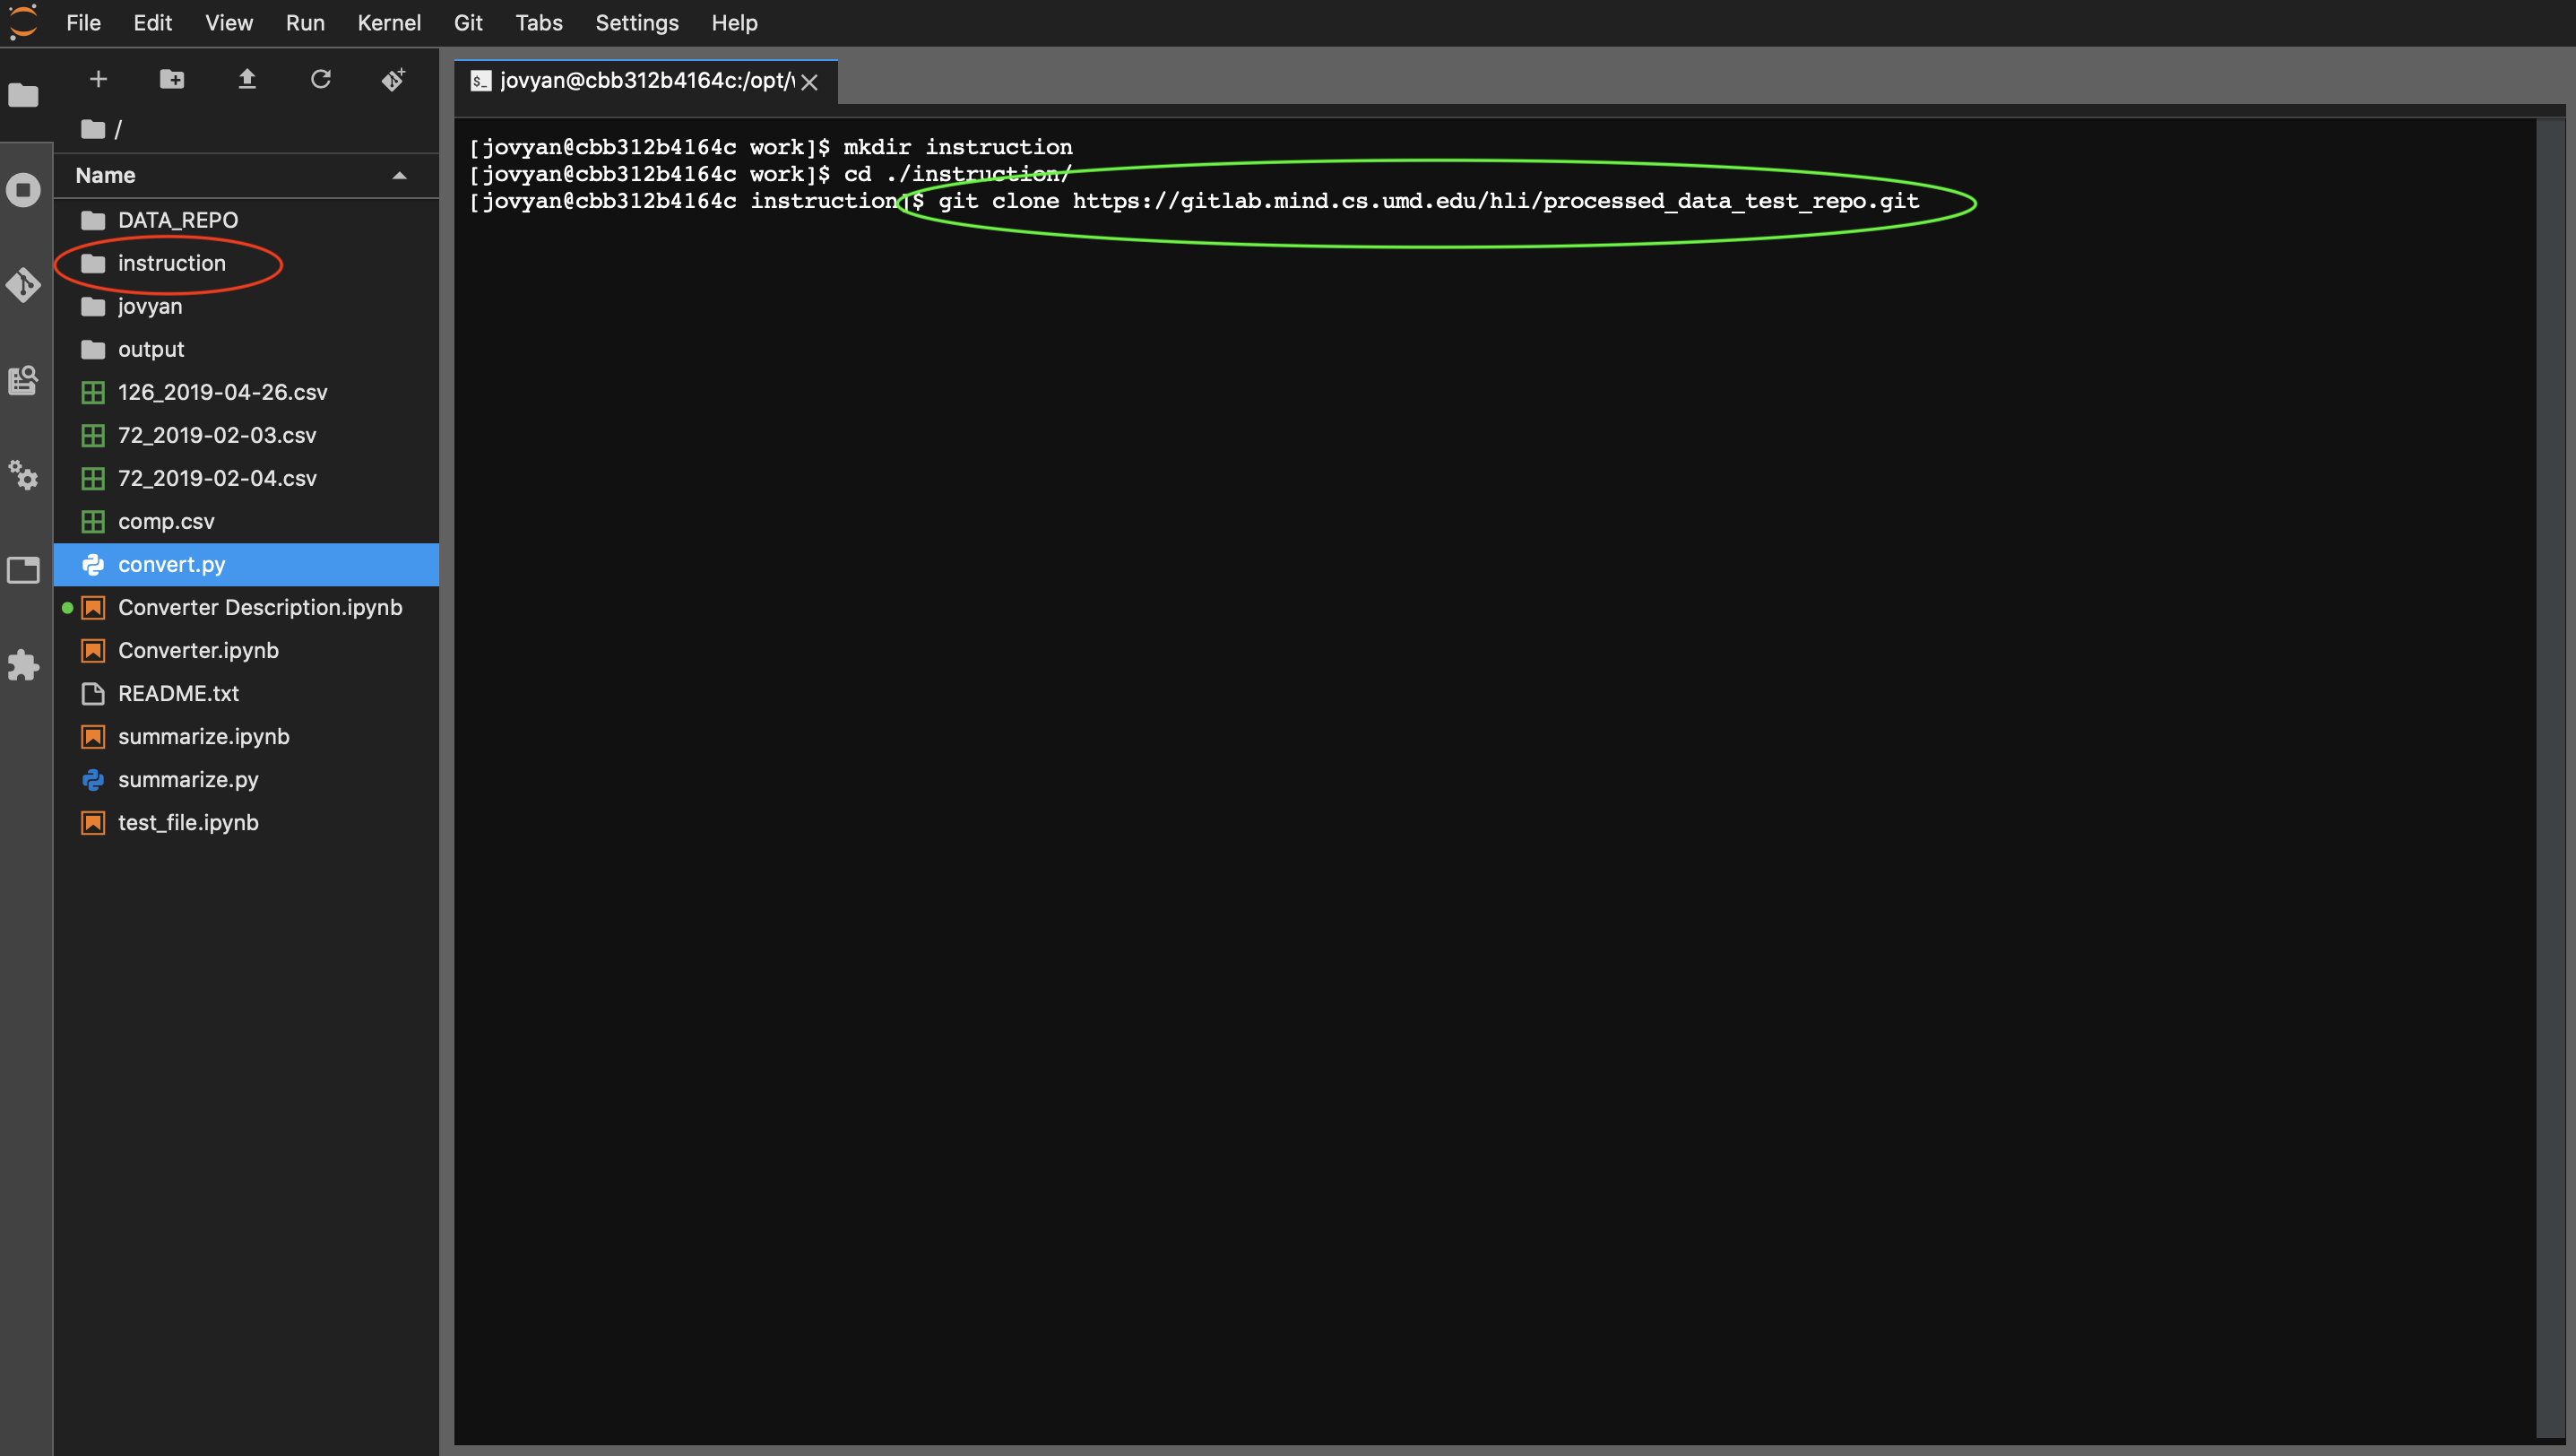 File Edit View Run Kernel Git Tabs Settings Help
/
Name
DATA_REPO
instruction
jovyan
output
126_2019-04-26.csv
72_2019-02-03.csv
72_2019-02-04.csv
comp.csv
convert.py
Converter Description.ipynb
Converter.ipynb
README.txt
summarize.ipynb
summarize.py
test_file.ipynb
$_ jovyan@cbb312b4164c:/opt/
[jovyan@cbb312b4164c work]$ mkdir instruction
[jovyan@cbb312b4164c work]$ cd ./instruction/
[jovyan@cbb312b4164c instruction]$ git clone https://gitlab.mind.cs.umd.edu/hli/processed_data_test_repo.git